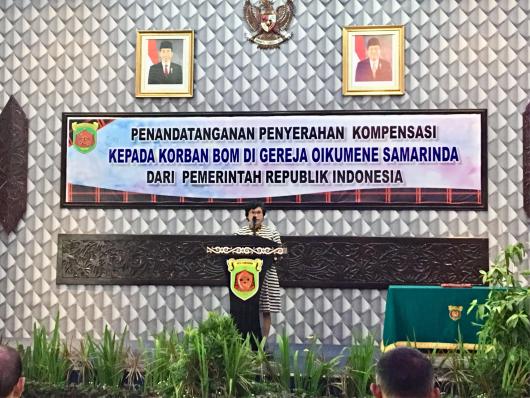 PENANDATANGANAN PENYERAHAN KOMPENSASI
KEPADA KORBAN BOM DI GEREJA OIKUMENE SAMARINDA
DARI PEMERINTAH REPUBLIK INDONESIA